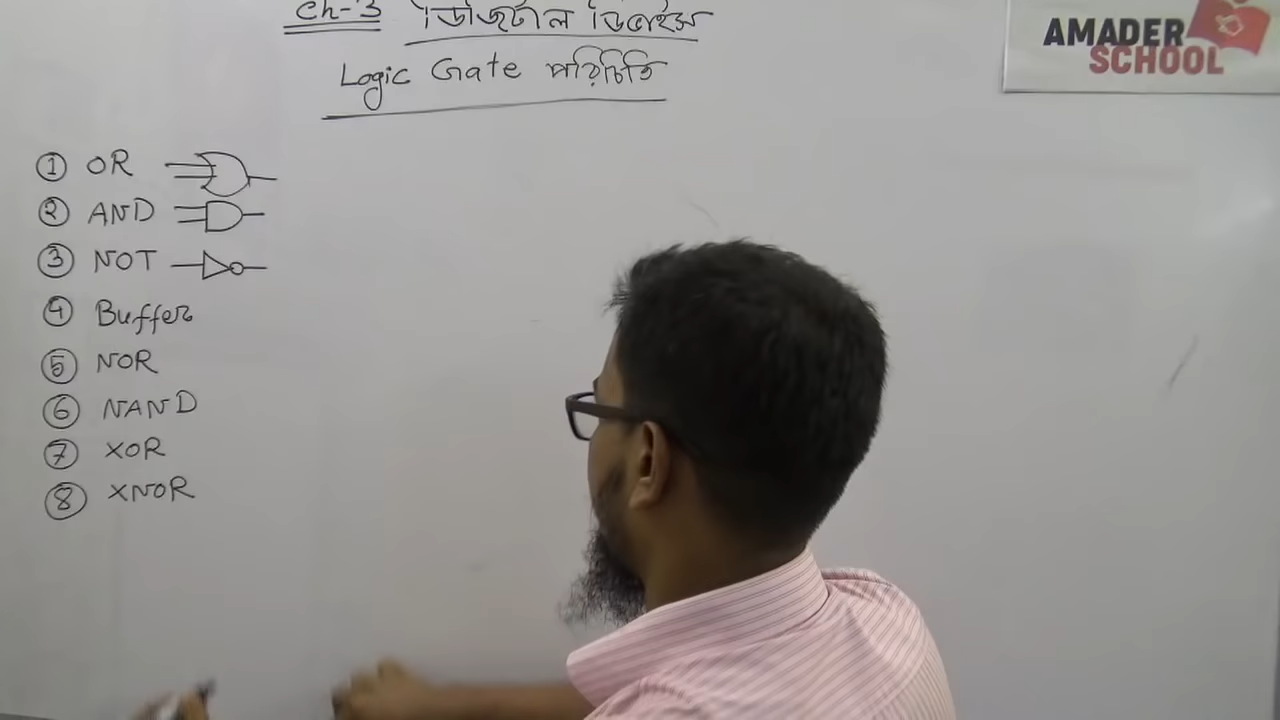 Ch-3 ডিজিটাল ডিভাইস
Logic Gate পরিচিতি
AMADER
SCHOOL
① OR
② AND
③ NOT
④ Buffer
⑤ NOR
⑥ NAND
⑦ XOR
⑧ XNOR